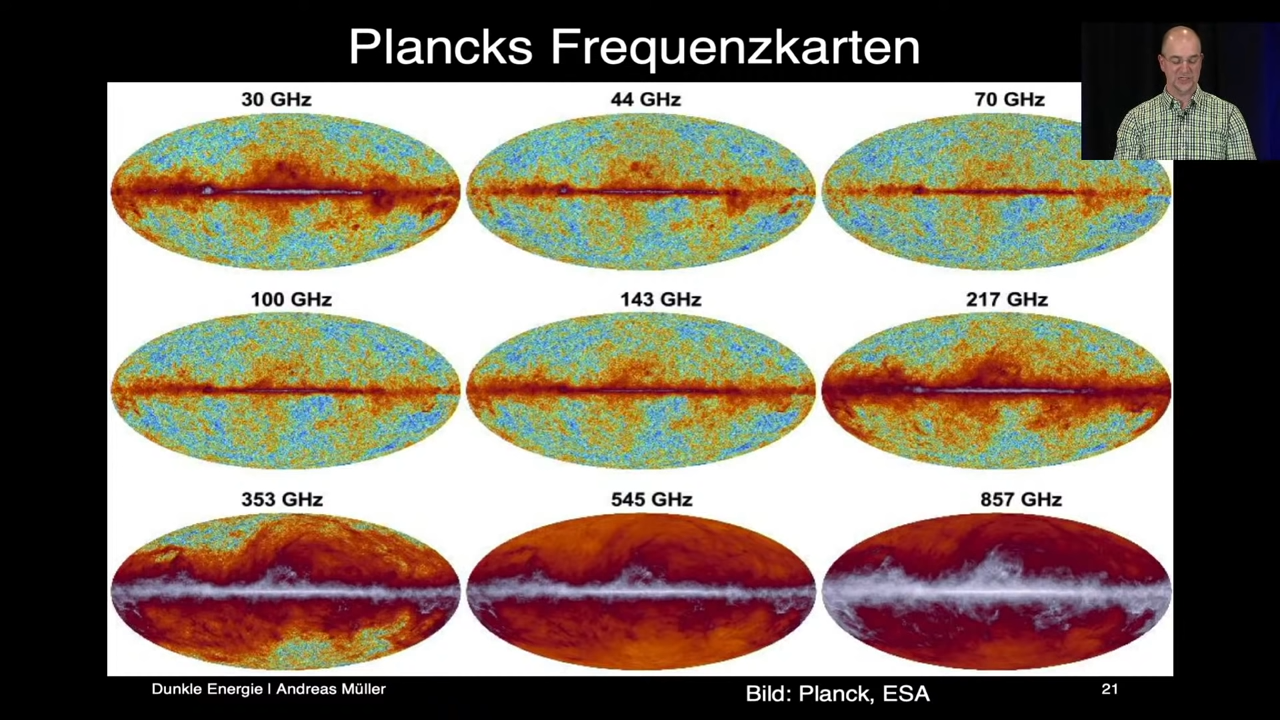 Plancks Frequenzkarten
30 GHz
44 GHz
70 GHz
100 GHz
143 GHz
217 GHz
353 GHz
545 GHz
857 GHz
Dunkle Energie I Andreas Müller
Bild: Planck, ESA
21